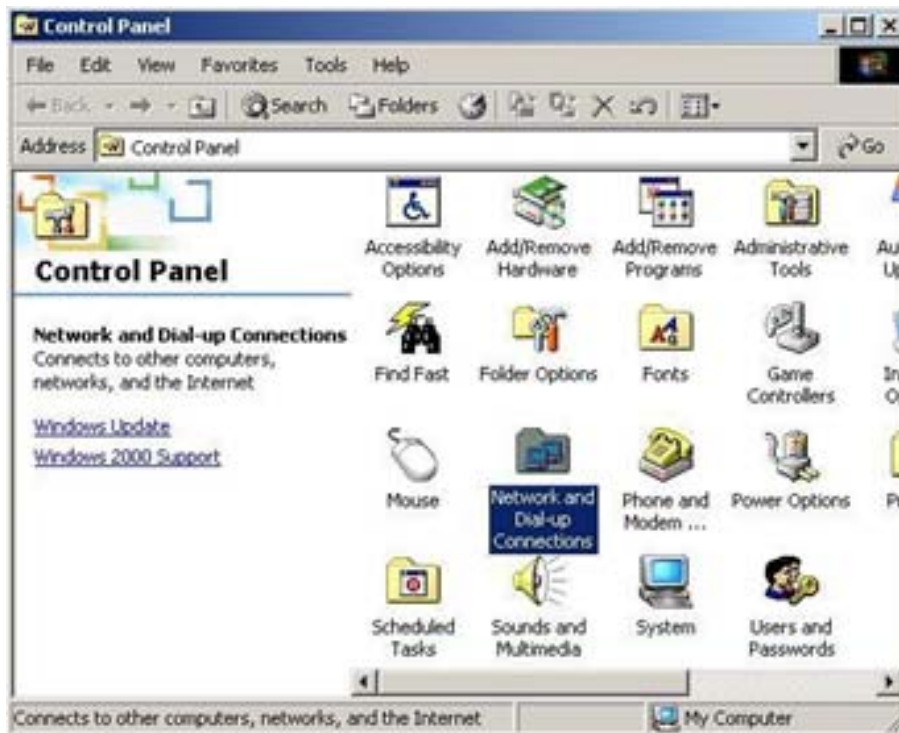 Control Panel
File Edit View Favorites Tools Help
Back Search Folders
Address Control Panel Go
Control Panel
Network and Dial-up Connections
Connects to other computers,
networks, and the Internet
Windows Update
Windows 2000 Support
Accessibility
Options
Add/Remove
Hardware
Add/Remove
Programs
Administrative
Tools
Find Fast
Folder Options
Fonts
Game
Controllers
Mouse
Network and
Dial-up
Connections
Phone and
Modem ...
Power Options
Scheduled
Tasks
Sounds and
Multimedia
System
Users and
Passwords
Connects to other computers, networks, and the Internet
My Computer